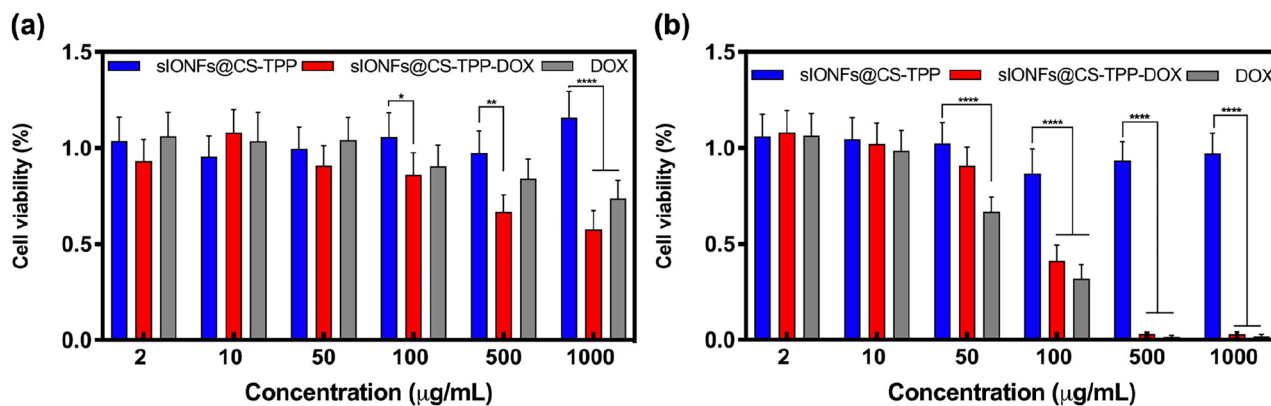 (a)
1.5
sIONFs@CS-TPP sIONFs@CS-TPP-DOX DOX
* ** ****
1.0
0.5
0.0
Cell viability (%)
2 10 50 100 500 1000
Concentration (μg/mL)
(b)
1.5
sIONFs@CS-TPP sIONFs@CS-TPP-DOX DOX
**** **** **** ****
1.0
0.5
0.0
Cell viability (%)
2 10 50 100 500 1000
Concentration (μg/mL)